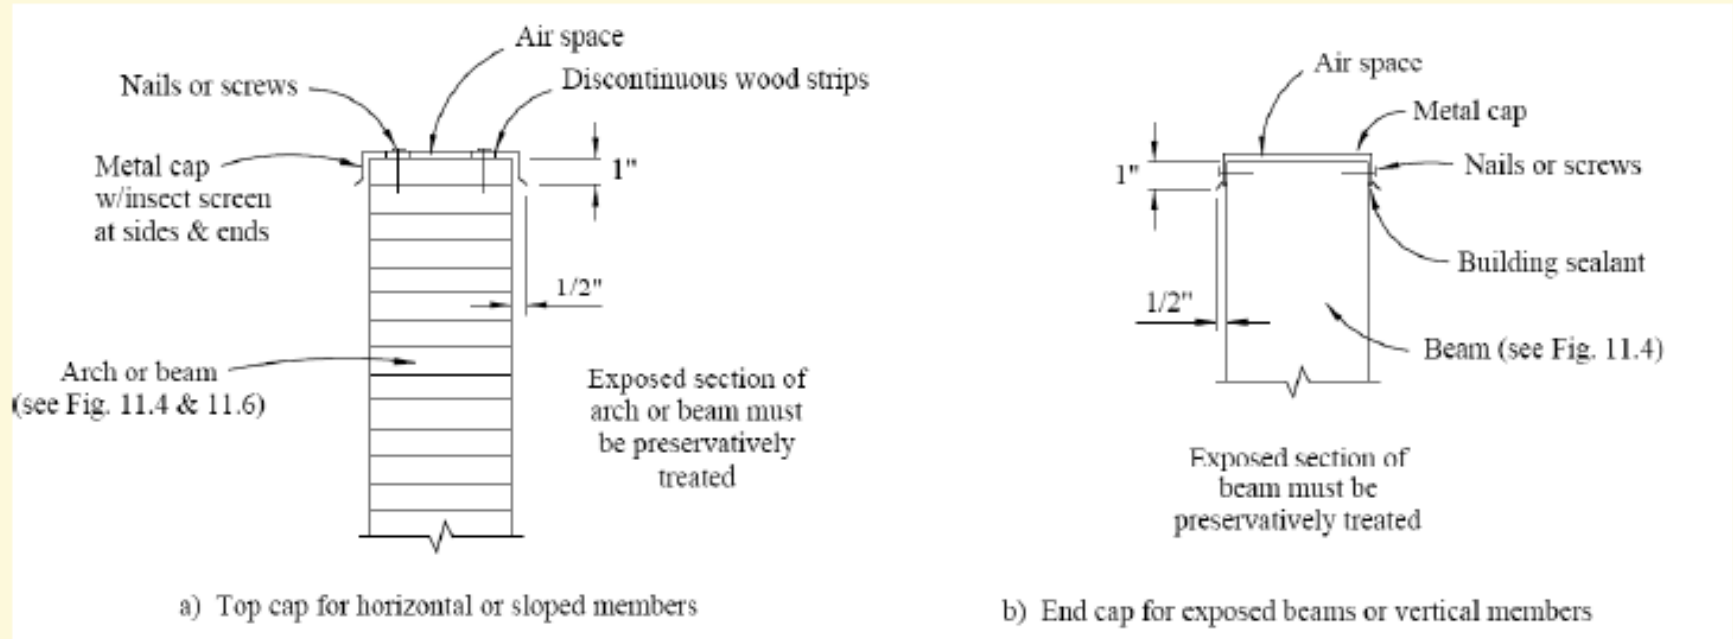 Air space
Nails or screws
Discontinuous wood strips
Metal cap
w/insect screen
at sides & ends
1"
1/2"
Arch or beam
(see Fig. 11.4 & 11.6)
Exposed section of
arch or beam must
be preservatively
treated
a) Top cap for horizontal or sloped members
Air space
Metal cap
Nails or screws
1"
Building sealant
1/2"
Beam (see Fig. 11.4)
Exposed section of
beam must be
preservatively treated
b) End cap for exposed beams or vertical members